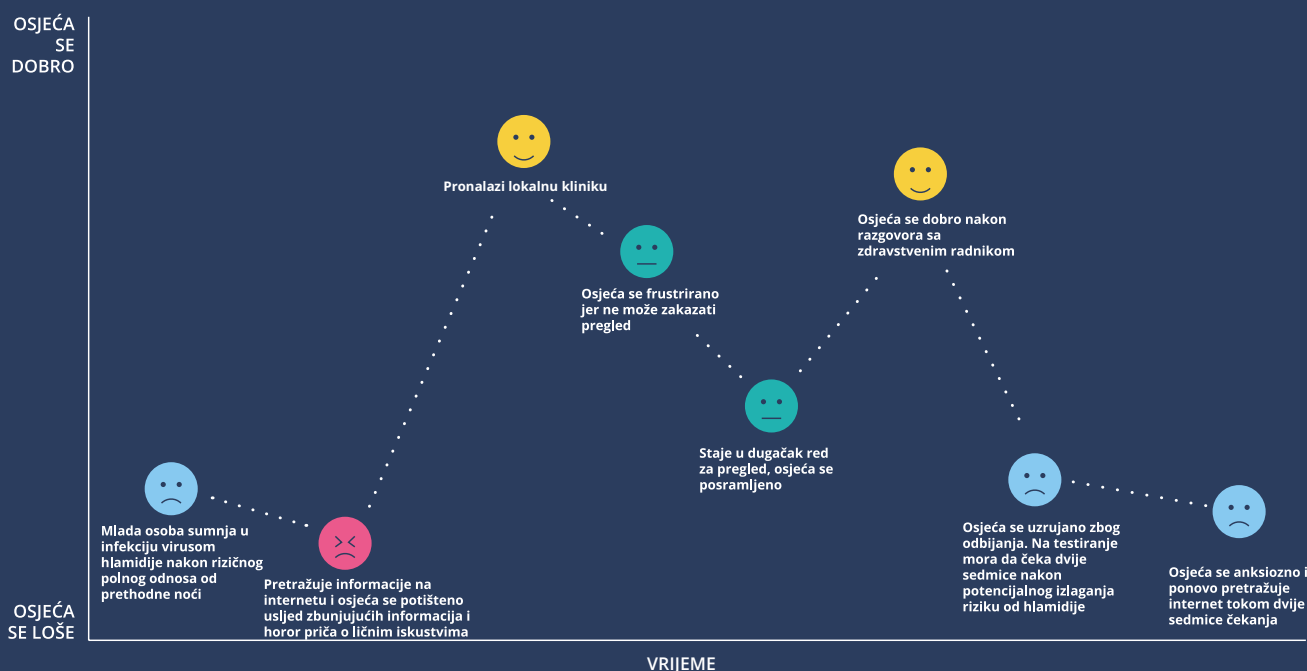 OSJEĆA
SE
DOBRO
Pronalazi lokalnu kliniku
Osjeća se frustrirano
jer ne može zakazati
pregled
Osjeća se dobro nakon
razgovora sa
zdravstvenim radnikom
Staje u dugačak red
za pregled, osjeća se
posramljeno
Mlada osoba sumnja u
infekciju virusom
hlamidije nakon rizičnog
polnog odnosa od
prethodne noći
Pretražuje informacije na
internetu i osjeća se potišteno
usljed zbunjujućih informacija i
horor priča o ličnim iskustvima
Osjeća se uzrujano zbog
odbijanja. Na testiranje
mora da čeka dvije
sedmice nakon
potencijalnog izlaganja
riziku od hlamidije
Osjeća se anksiozno i
ponovo pretražuje
internet tokom dvije
sedmice čekanja
OSJEĆA
SE LOŠE
VRIJEME